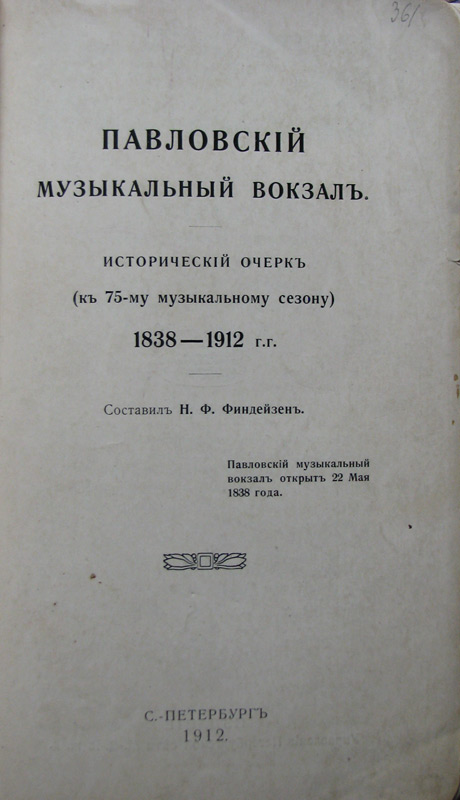 361
ПАВЛОВСКІЙ
МУЗЫКАЛЬНЫЙ ВОКЗАЛЪ.
ИСТОРИЧЕСКІЙ ОЧЕРКЪ
(къ 75-му музыкальному сезону)
1838—1912 г.г.
Составилъ Н. Ф. Финдейзенъ.
Павловскій музыкальный
вокзалъ открытъ 22 Мая
1838 года.
С.-ПЕТЕРБУРГЪ
1912.